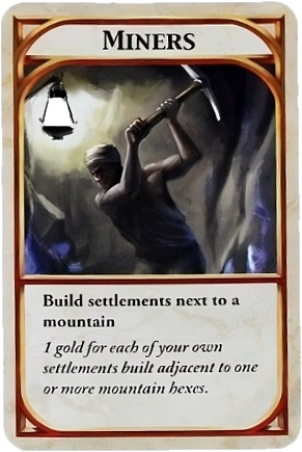 MINERS
Build settlements next to a
mountain
1 gold for each of your own
settlements built adjacent to one
or more mountain hexes.